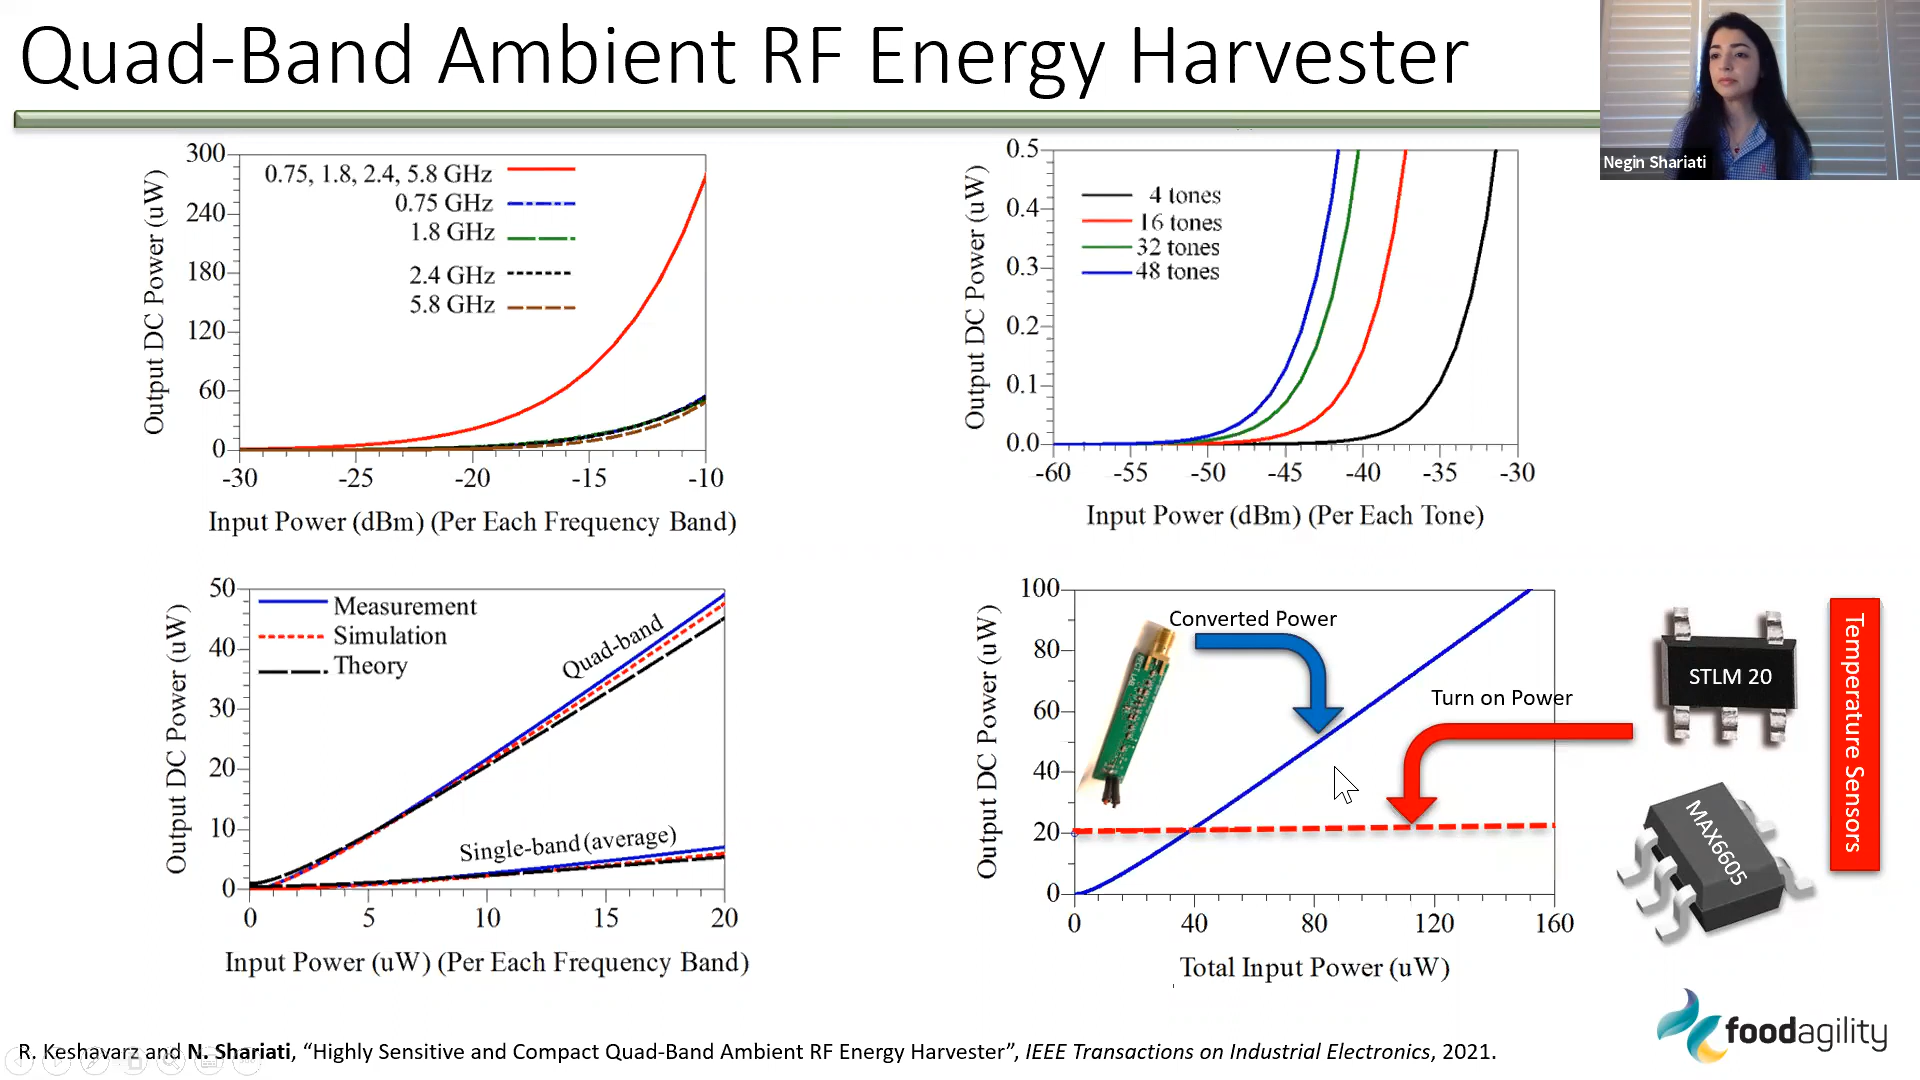 Quad-Band Ambient RF Energy Harvester
Negin Shariati
300
240
180
120
60
0
Output DC Power (uW)
0.75, 1.8, 2.4, 5.8 GHz
0.75 GHz
1.8 GHz
2.4 GHz
5.8 GHz
-30 -25 -20 -15 -10
Input Power (dBm) (Per Each Frequency Band)
0.5
0.4
0.3
0.2
0.1
0.0
Output DC Power (uW)
4 tones
16 tones
32 tones
48 tones
-60 -55 -50 -45 -40 -35 -30
Input Power (dBm) (Per Each Tone)
50
40
30
20
10
0
Output DC Power (uW)
Measurement
Simulation
Theory
Quad-band
Single-band (average)
0 5 10 15 20
Input Power (uW) (Per Each Frequency Band)
100
80
60
40
20
0
Output DC Power (uW)
Converted Power
Turn on Power
0 40 80 120 160
Total Input Power (uW)
STLM 20
MAX6605
Temperature Sensors
foodagility
R. Keshavarz and N. Shariati, “Highly Sensitive and Compact Quad-Band Ambient RF Energy Harvester”, IEEE Transactions on Industrial Electronics, 2021.